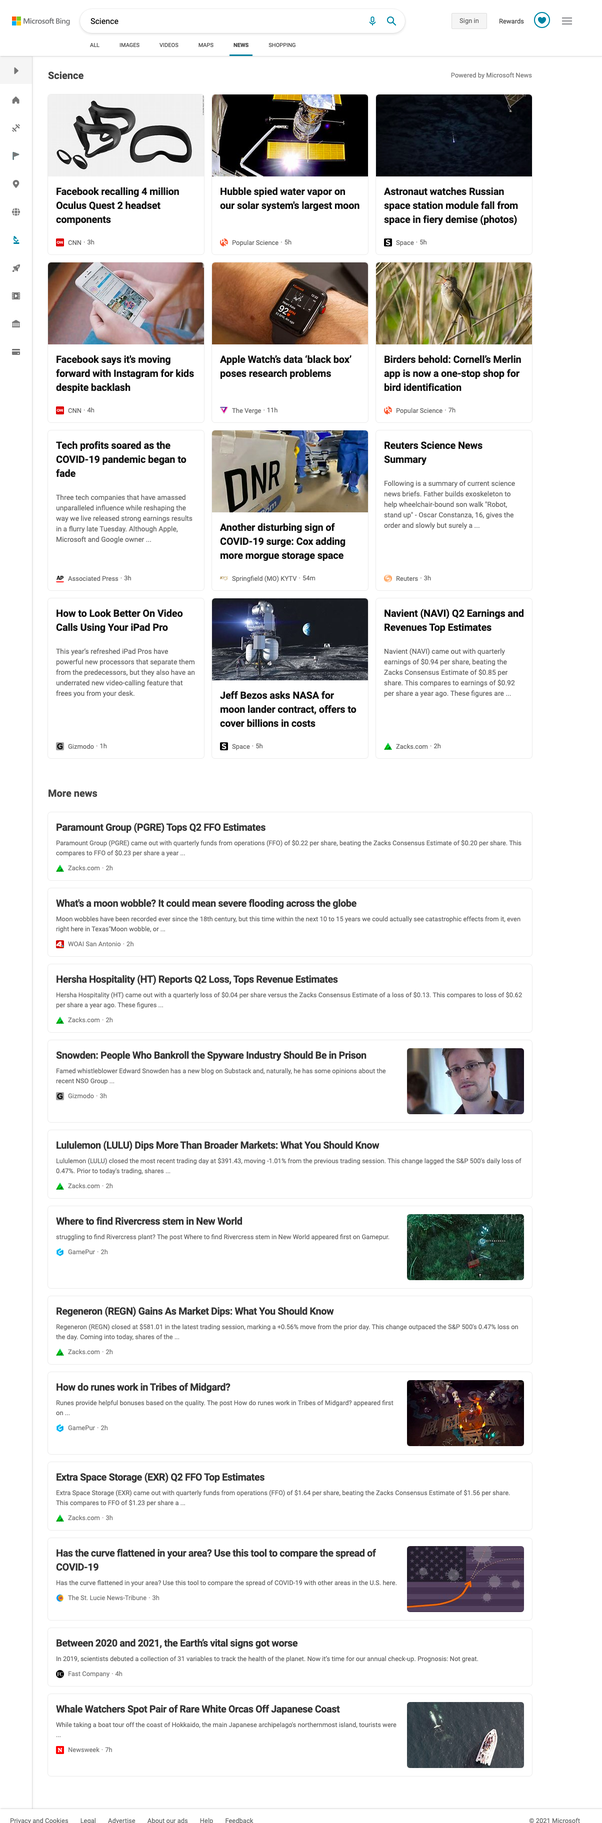 Microsoft Bing
Science
Sign in
Rewards
ALL
IMAGES
VIDEOS
MAPS
NEWS
SHOPPING
Science
Powered by Microsoft News
Facebook recalling 4 million
Oculus Quest 2 headset
components
CNN · 3h
Hubble spied water vapor on
our solar system's largest moon
Popular Science · 5h
Astronaut watches Russian
space station module fall from
space in fiery demise (photos)
Space · 5h
Facebook says it's moving
forward with Instagram for kids
despite backlash
CNN · 4h
Apple Watch's data 'black box'
poses research problems
The Verge · 11h
Birders behold: Cornell's Merlin
app is now a one-stop shop for
bird identification
Popular Science · 7h
Tech profits soared as the
COVID-19 pandemic began to
fade
Three tech companies that have amassed
unparalleled influence while reshaping the
way we live released strong earnings results
in a flurry late Tuesday. Although Apple,
Microsoft and Google owner ...
Associated Press · 3h
DNR
Another disturbing sign of
COVID-19 surge: Cox adding
more morgue storage space
Springfield (MO) KYTV · 54m
Reuters Science News
Summary
Following is a summary of current science
news briefs. Father builds exoskeleton to
help wheelchair-bound son walk "Robot,
stand up" - Oscar Constanza, 16, gives the
order and slowly but surely a ...
Reuters · 3h
How to Look Better On Video
Calls Using Your iPad Pro
This year's refreshed iPad Pros have
powerful new processors that separate them
from the predecessors, but they also have an
underrated new video-calling feature that
frees you from your desk.
Gizmodo · 1h
Jeff Bezos asks NASA for
moon lander contract, offers to
cover billions in costs
Space · 5h
Navient (NAVI) Q2 Earnings and
Revenues Top Estimates
Navient (NAVI) came out with quarterly
earnings of $0.94 per share, beating the
Zacks Consensus Estimate of $0.85 per
share. This compares to earnings of $0.92
per share a year ago. These figures are ...
Zacks.com · 2h
More news
Paramount Group (PGRE) Tops Q2 FFO Estimates
Paramount Group (PGRE) came out with quarterly funds from operations (FFO) of $0.22 per share, beating the Zacks Consensus Estimate of $0.20 per share. This
compares to FFO of $0.23 per share a year ...
Zacks.com · 2h
What's a moon wobble? It could mean severe flooding across the globe
Moon wobbles have been recorded ever since the 18th century, but this time within the next 10 to 15 years we could actually see catastrophic effects from it, even
right here in Texas"Moon wobble, or ...
WOAI San Antonio · 2h
Hersha Hospitality (HT) Reports Q2 Loss, Tops Revenue Estimates
Hersha Hospitality (HT) came out with a quarterly loss of $0.04 per share versus the Zacks Consensus Estimate of a loss of $0.13. This compares to loss of $0.62
per share a year ago. These figures ...
Zacks.com · 2h
Snowden: People Who Bankroll the Spyware Industry Should Be in Prison
Famed whistleblower Edward Snowden has a new blog on Substack and, naturally, he has some opinions about the
recent NSO Group ...
Gizmodo · 3h
Lululemon (LULU) Dips More Than Broader Markets: What You Should Know
Lululemon (LULU) closed the most recent trading day at $391.43, moving -1.01% from the previous trading session. This change lagged the S&P 500's daily loss of
0.47%. Prior to today's trading, shares ...
Zacks.com · 2h
Where to find Rivercress stem in New World
struggling to find Rivercress plant? The post Where to find Rivercress stem in New World appeared first on Gamepur.
GamePur · 2h
Regeneron (REGN) Gains As Market Dips: What You Should Know
Regeneron (REGN) closed at $581.01 in the latest trading session, marking a +0.56% move from the prior day. This change outpaced the S&P 500's 0.47% loss on
the day. Coming into today, shares of the ...
Zacks.com · 2h
How do runes work in Tribes of Midgard?
Runes provide helpful bonuses based on the quality. The post How do runes work in Tribes of Midgard? appeared first
on ...
GamePur · 2h
Extra Space Storage (EXR) Q2 FFO Top Estimates
Extra Space Storage (EXR) came out with quarterly funds from operations (FFO) of $1.64 per share, beating the Zacks Consensus Estimate of $1.56 per share.
This compares to FFO of $1.23 per share a ...
Zacks.com · 3h
Has the curve flattened in your area? Use this tool to compare the spread of
COVID-19
Has the curve flattened in your area? Use this tool to compare the spread of COVID-19 with other areas in the U.S. here.
The St. Lucie News-Tribune · 3h
Between 2020 and 2021, the Earth's vital signs got worse
In 2019, scientists debuted a collection of 31 variables to track the health of the planet. Now it's time for our annual check-up. Prognosis: Not great.
Fast Company · 4h
Whale Watchers Spot Pair of Rare White Orcas Off Japanese Coast
While taking a boat tour off the coast of Hokkaido, the main Japanese archipelago's northernmost island, tourists were
...
Newsweek · 7h
Privacy and Cookies
Legal
Advertise
About our ads
Help
Feedback
© 2021 Microsoft